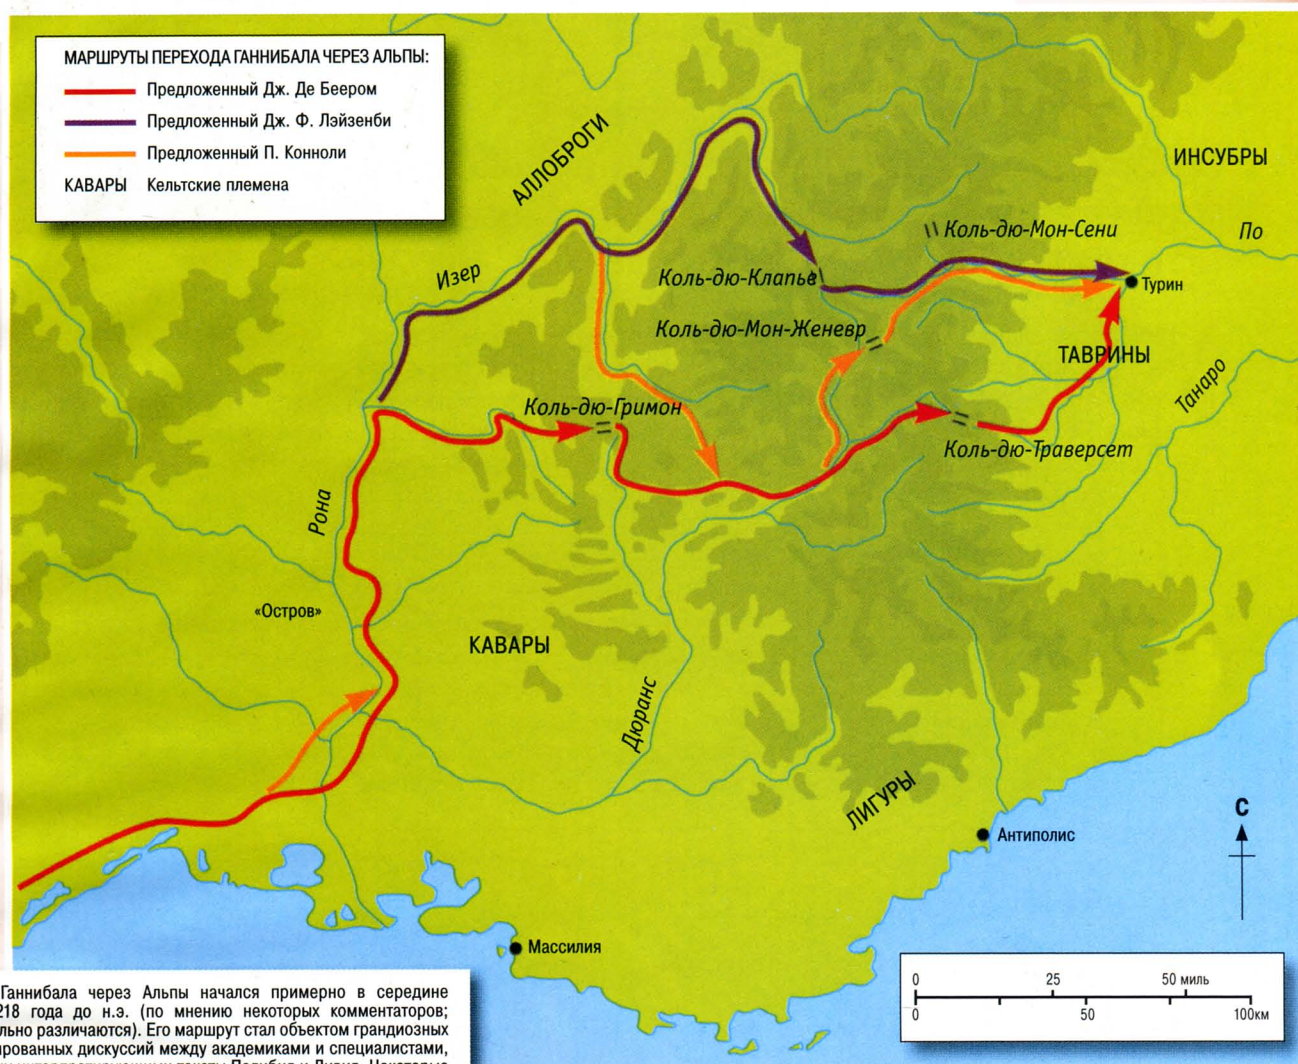 МАРШРУТЫ ПЕРЕХОДА ГАННИБАЛА ЧЕРЕЗ АЛЬПЫ:
Предложенный Дж. Де Беером
Предложенный Дж. Ф. Лэйзенби
Предложенный П. Конноли
КАВАРЫ Кельтские племена
АЛЛОБРОГИ
ИНСУБРЫ
Коль-дю-Мон-Сени
По
Изер
Коль-дю-Клапье
Турин
Коль-дю-Мон-Женевр
ТАВРИНЫ
Танаро
Коль-дю-Гримон
Коль-дю-Траверсет
Рона
«Остров»
КАВАРЫ
Дюранс
ЛИГУРЫ
Антиполис
С
Массилия
0 25 50 миль
0 50 100км
Ганнибала через Альпы начался примерно в середине
218 года до н.э. (по мнению некоторых комментаторов;
различаются). Его маршрут стал объектом грандиозных
дискуссий между академиками и специалистами,
тексты Полибия и Ливия. Некоторые